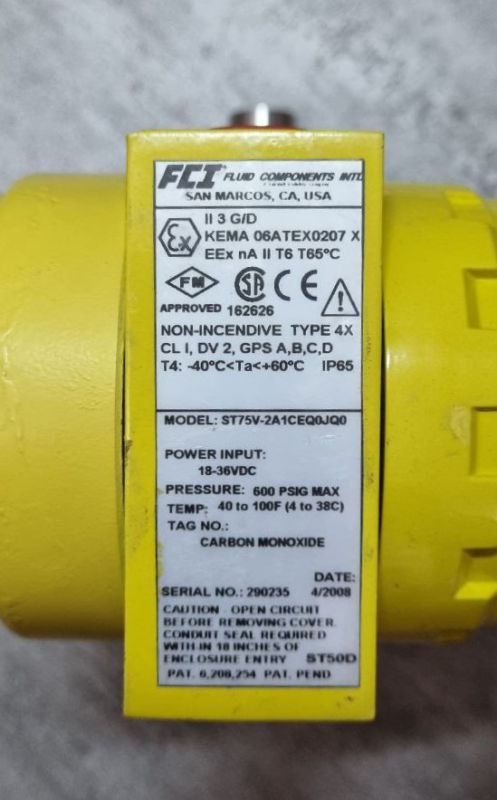 FCI® FLUID COMPONENTS INTL
SAN MARCOS, CA, USA
Ex II 3 G/D
KEMA 06ATEX0207 X
EEx nA II T6 T65°C
FM SA CE
APPROVED 162626
NON-INCENDIVE TYPE 4X
CL I, DV 2, GPS A,B,C,D
T4: -40°C<Ta<+60°C IP65
MODEL: ST75V-2A1CEQ0JQ0
POWER INPUT:
18-36VDC
PRESSURE: 600 PSIG MAX
TEMP: 40 to 100F (4 to 38C)
TAG NO.:
CARBON MONOXIDE
DATE:
SERIAL NO.: 290235 4/2008
CAUTION - OPEN CIRCUIT
BEFORE REMOVING COVER.
CONDUIT SEAL REQUIRED
WITH IN 18 INCHES OF
ENCLOSURE ENTRY ST50D
PAT. 6,208,254 PAT. PEND